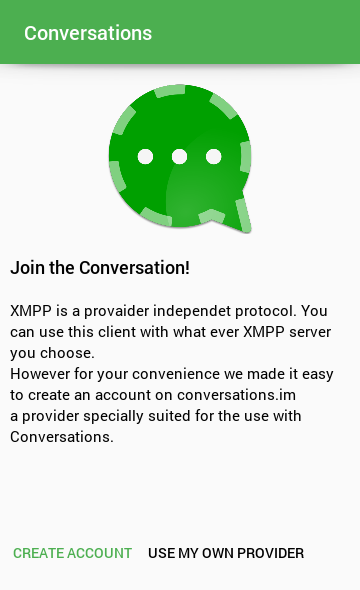 Conversations
Join the Conversation!
XMPP is a provaider independet protocol. You
can use this client with what ever XMPP server
you choose.
However for your convenience we made it easy
to create an account on conversations.im
a provider specially suited for the use with
Conversations.
CREATE ACCOUNT USE MY OWN PROVIDER